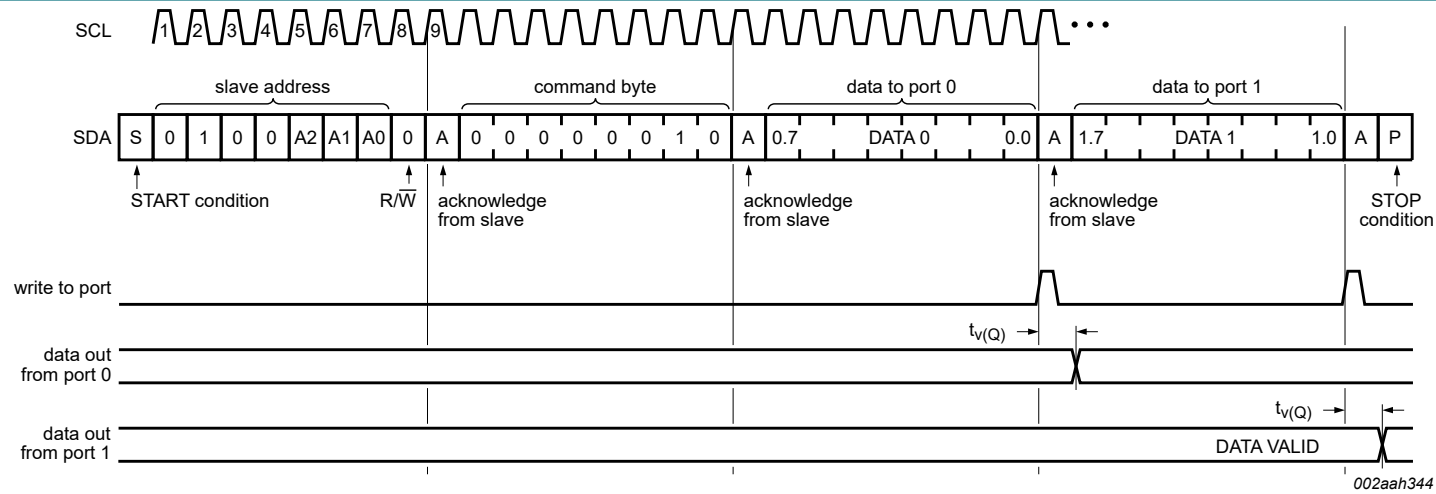 SCL 1 2 3 4 5 6 7 8 9
slave address command byte data to port 0 data to port 1
SDA S 0 1 0 0 A2 A1 A0 0 A 0 0 0 0 0 0 1 0 A 0.7 DATA 0 0.0 A 1.7 DATA 1 1.0 A P
START condition R/W̅ acknowledge acknowledge acknowledge STOP
from slave from slave from slave condition
write to port
tv(Q)
data out
from port 0
tv(Q)
data out
from port 1 DATA VALID
002aah344